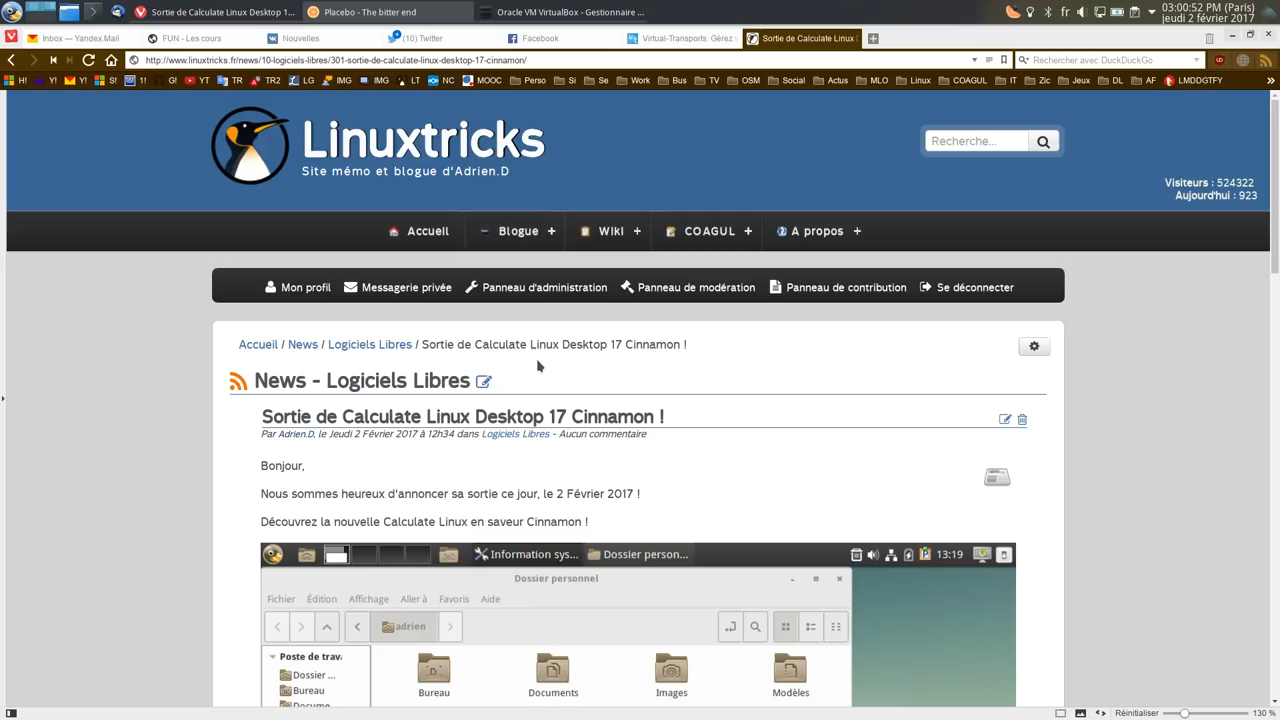 Sortie de Calculate Linux Desktop 1...
Placebo - The bitter end
Oracle VM VirtualBox - Gestionnaire ...
fr
03:00:52 PM (Paris)
jeudi 2 février 2017
Inbox — Yandex.Mail
FUN - Les cours
Nouvelles
(10) Twitter
Facebook
Virtual-Transports: Gérez v
Sortie de Calculate Linux D
http://www.linuxtricks.fr/news/10-logiciels-libres/301-sortie-de-calculate-linux-desktop-17-cinnamon/
Rechercher avec DuckDuckGo
H! Y! Y! S! 1! G! YT TR TR2 LG IMG IMG LT NC MOOC Perso Si Se Work Bus TV OSM Social Actus MLO Linux COAGUL IT Zic Jeux DL AF LMDDGTFY
Linuxtricks
Site mémo et blogue d'Adrien.D
Recherche...
Visiteurs : 524322
Aujourd'hui : 923
Accueil Blogue + Wiki + COAGUL + A propos +
Mon profil Messagerie privée Panneau d'administration Panneau de modération Panneau de contribution Se déconnecter
Accueil / News / Logiciels Libres / Sortie de Calculate Linux Desktop 17 Cinnamon !
News - Logiciels Libres
Sortie de Calculate Linux Desktop 17 Cinnamon !
Par Adrien.D, le Jeudi 2 Février 2017 à 12h34 dans Logiciels Libres - Aucun commentaire
Bonjour,
Nous sommes heureux d'annoncer sa sortie ce jour, le 2 Février 2017 !
Découvrez la nouvelle Calculate Linux en saveur Cinnamon !
Information sys... Dossier person... 13:19
Dossier personnel
Fichier Édition Affichage Aller à Favoris Aide
adrien
Poste de trava
Dossier ...
Bureau
Docume
Bureau Documents Images Modèles
Réinitialiser 130 %